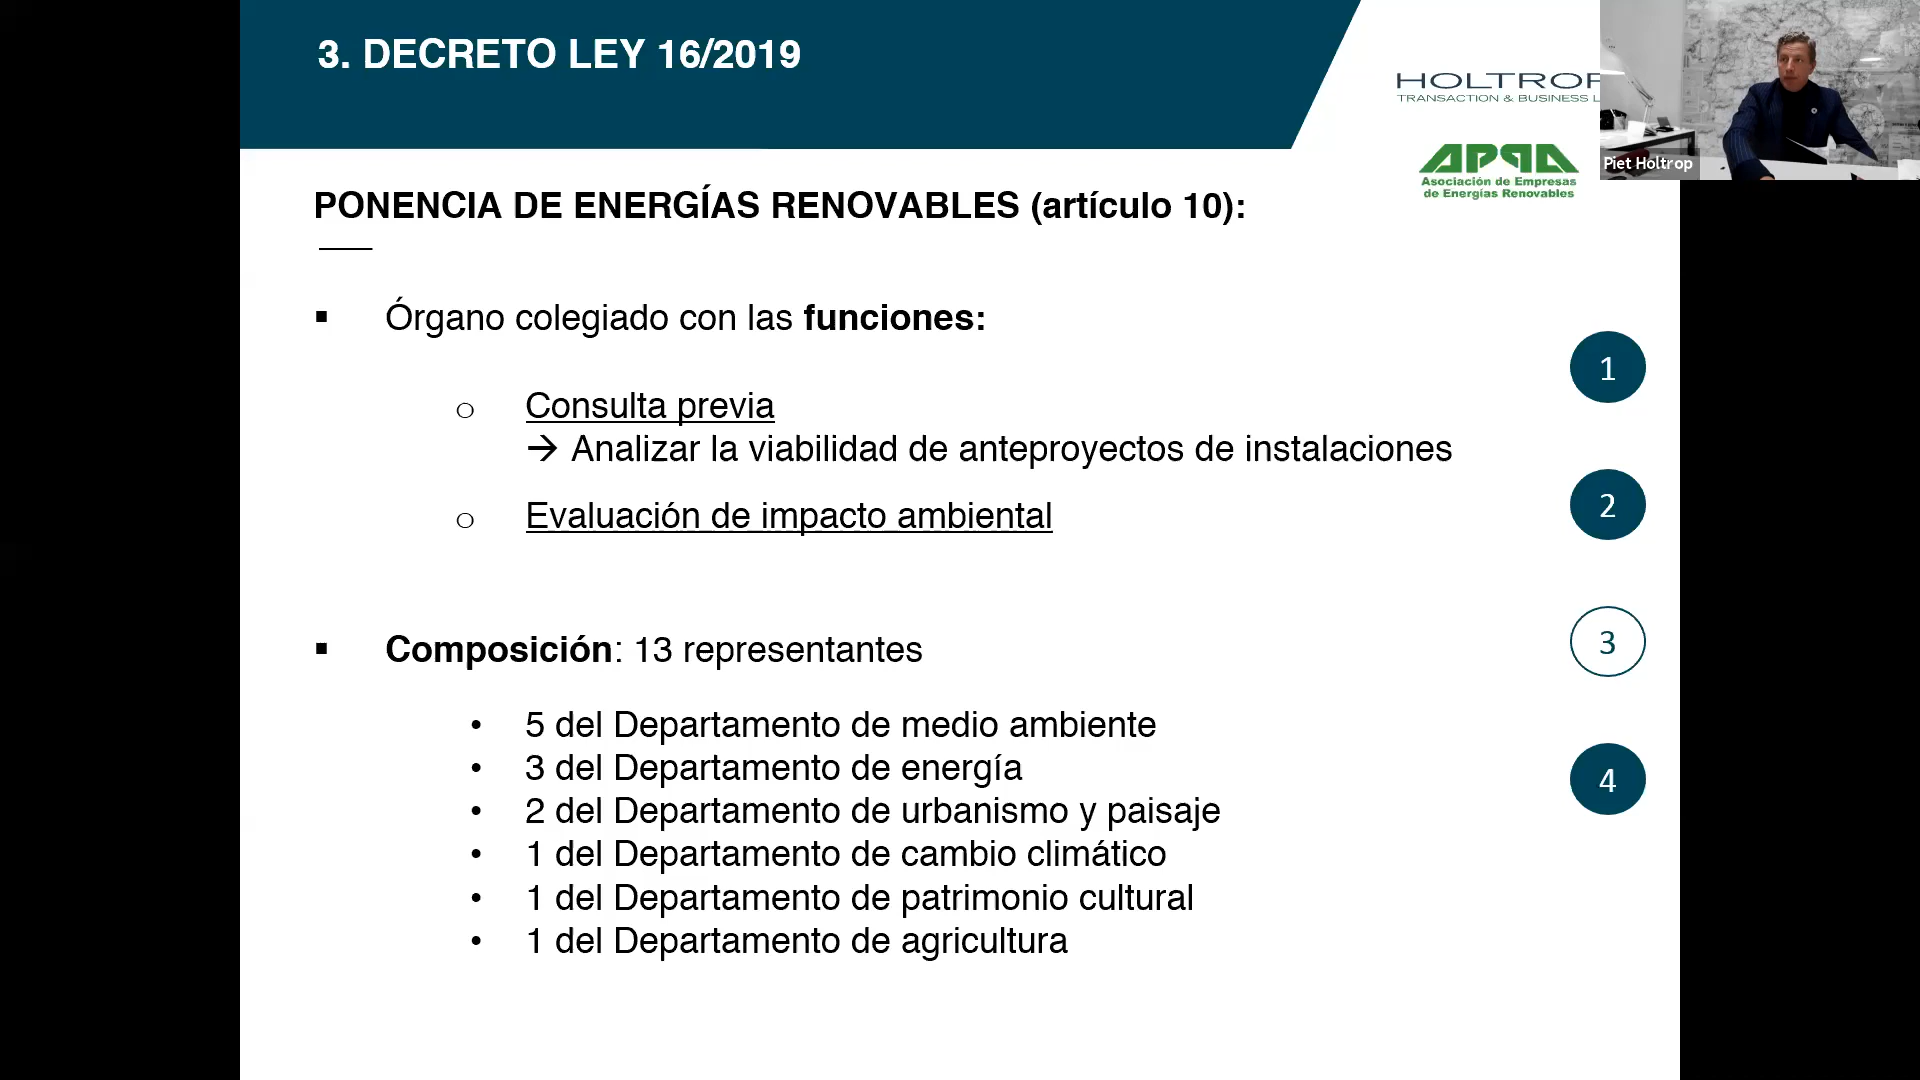 3. DECRETO LEY 16/2019
HOLTROP
TRANSACTION & BUSINESS L
APPA
Asociación de Empresas
de Energías Renovables
Piet Holtrop
PONENCIA DE ENERGÍAS RENOVABLES (artículo 10):
▪ Órgano colegiado con las funciones:
o Consulta previa
→ Analizar la viabilidad de anteproyectos de instalaciones
o Evaluación de impacto ambiental
▪ Composición: 13 representantes
• 5 del Departamento de medio ambiente
• 3 del Departamento de energía
• 2 del Departamento de urbanismo y paisaje
• 1 del Departamento de cambio climático
• 1 del Departamento de patrimonio cultural
• 1 del Departamento de agricultura
1
2
3
4